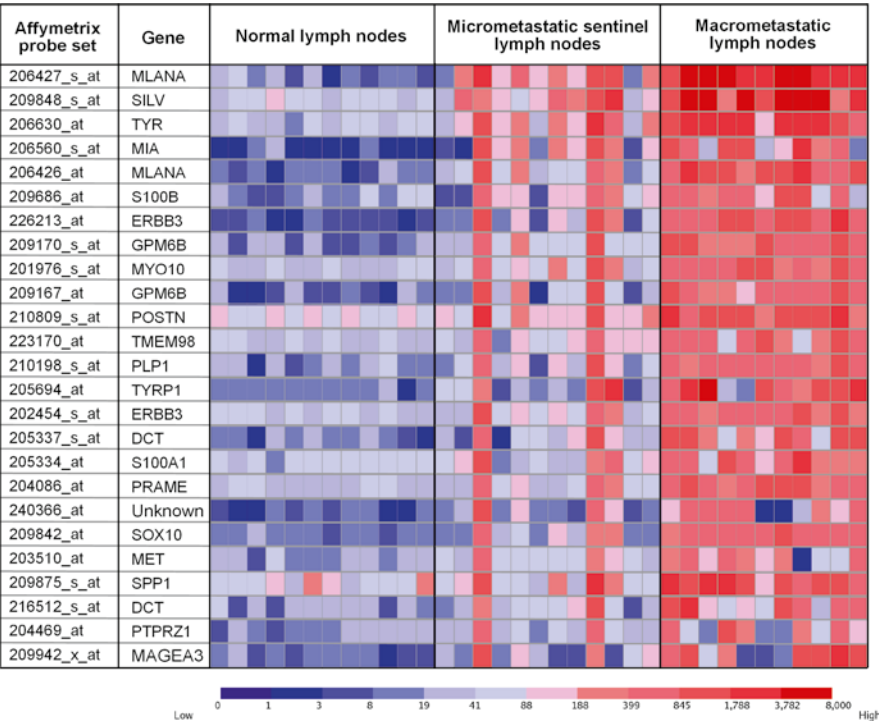 Affymetrix probe set Gene Normal lymph nodes Micrometastatic sentinel lymph nodes Macrometastatic lymph nodes
206427_s_at MLANA
209848_s_at SILV
206630_at TYR
206560_s_at MIA
206426_at MLANA
209686_at S100B
226213_at ERBB3
209170_s_at GPM6B
201976_s_at MYO10
209167_at GPM6B
210809_s_at POSTN
223170_at TMEM98
210198_s_at PLP1
205694_at TYRP1
202454_s_at ERBB3
205337_s_at DCT
205334_at S100A1
204086_at PRAME
240366_at Unknown
209842_at SOX10
203510_at MET
209875_s_at SPP1
216512_s_at DCT
204469_at PTPRZ1
209942_x_at MAGEA3
Low 0 1 3 8 19 41 88 188 399 845 1,788 3,782 8,000 High